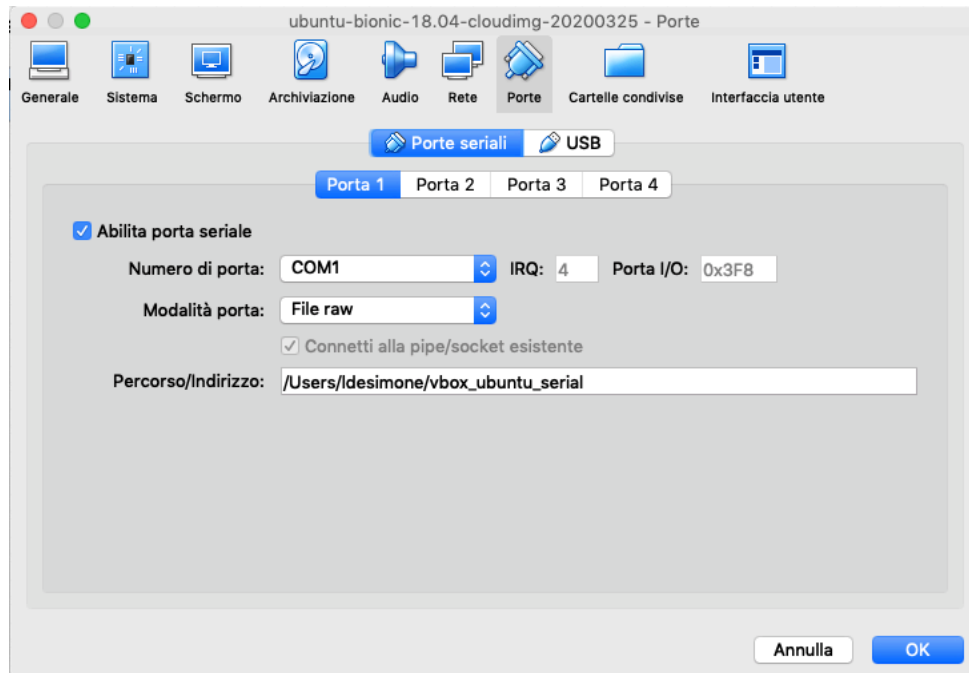 ubuntu-bionic-18.04-cloudimg-20200325 - Porte
Generale Sistema Schermo Archiviazione Audio Rete Porte Cartelle condivise Interfaccia utente
Porte seriali USB
Porta 1 Porta 2 Porta 3 Porta 4
Abilita porta seriale
Numero di porta: COM1 IRQ: 4 Porta I/O: 0x3F8
Modalità porta: File raw
Connetti alla pipe/socket esistente
Percorso/Indirizzo: /Users/ldesimone/vbox_ubuntu_serial
Annulla OK